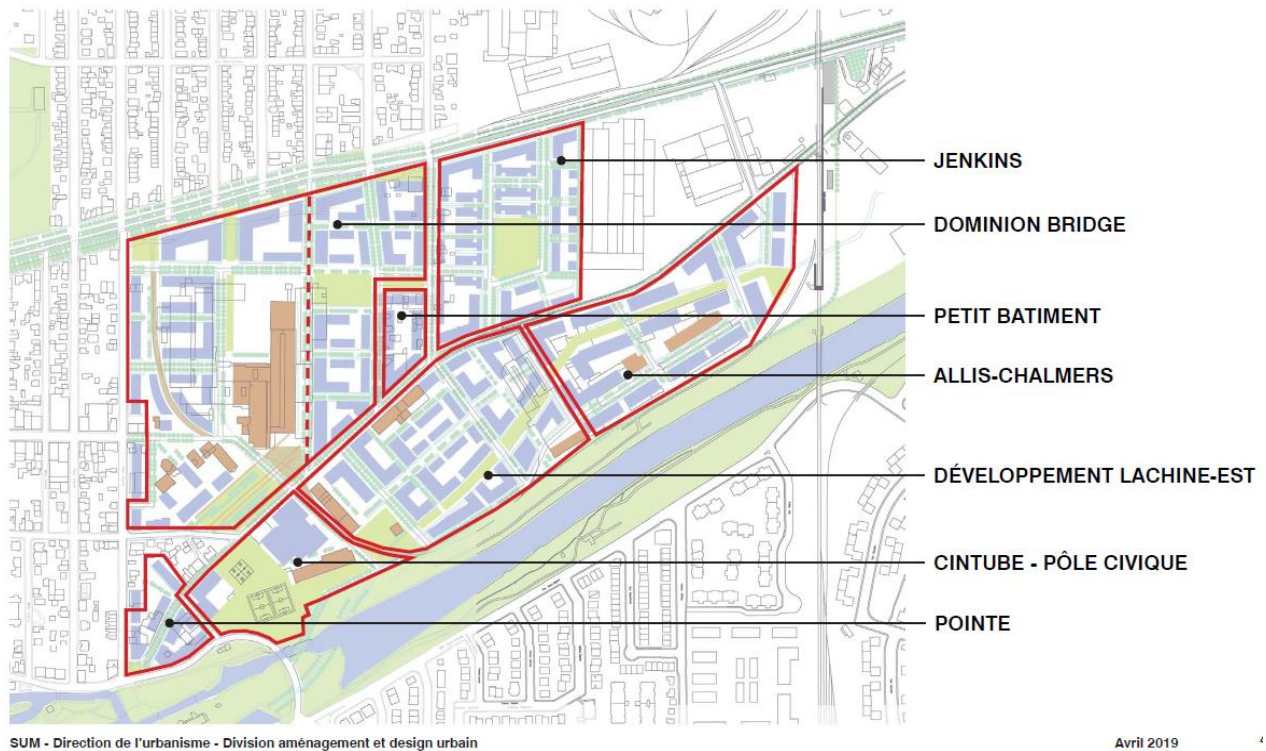 JENKINS
DOMINION BRIDGE
PETIT BATIMENT
ALLIS-CHALMERS
DÉVELOPPEMENT LACHINE-EST
CINTUBE - PÔLE CIVIQUE
POINTE
SUM - Direction de l'urbanisme - Division aménagement et design urbain
Avril 2019
4